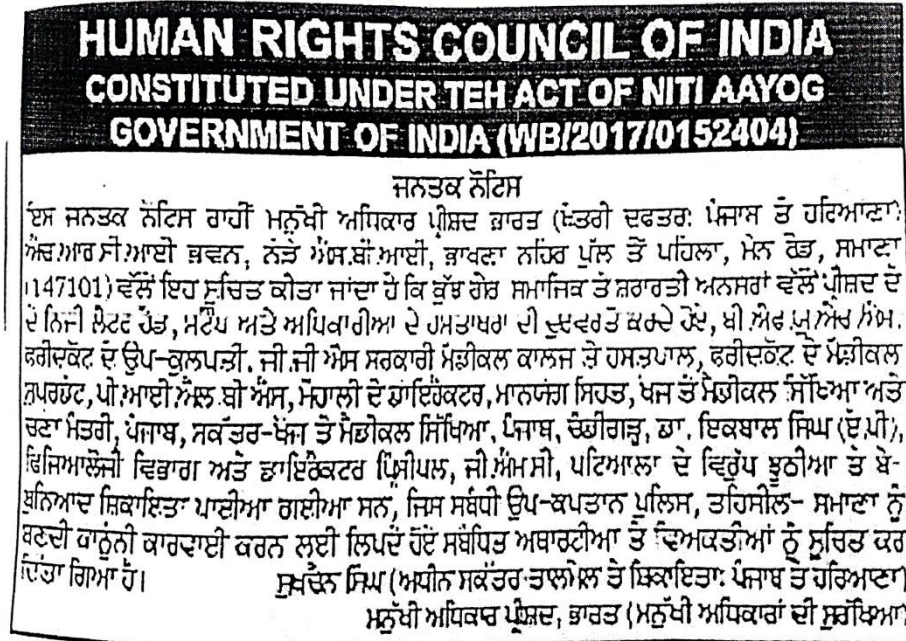 HUMAN RIGHTS COUNCIL OF INDIA
CONSTITUTED UNDER TEH ACT OF NITI AAYOG
GOVERNMENT OF INDIA (WB/2017/0152404)
ਜਨਤਕ ਨੋਟਿਸ
ਇਸ ਜਨਤਕ ਨੋਟਿਸ ਰਾਹੀਂ ਮਨੁੱਖੀ ਅਧਿਕਾਰ ਪ੍ਰੀਸ਼ਦ ਭਾਰਤ (ਖੇਤਰੀ ਦਫਤਰ: ਪੰਜਾਬ ਤੇ ਹਰਿਆਣਾ)
ਐਚ.ਆਰ.ਸੀ.ਆਈ ਭਵਨ, ਨੇੜੇ ਐਸ.ਬੀ.ਆਈ, ਭਾਖੜਾ ਨਹਿਰ ਪੁੱਲ ਤੋਂ ਪਹਿਲਾ, ਮੇਨ ਰੋਡ, ਸਮਾਣਾ
(147101) ਵੱਲੋਂ ਇਹ ਸੂਚਿਤ ਕੀਤਾ ਜਾਂਦਾ ਹੈ ਕਿ ਕੁੱਝ ਗੈਰ ਸਮਾਜਿਕ ਤੇ ਸ਼ਰਾਰਤੀ ਅਨਸਰਾਂ ਵੱਲੋਂ ਪ੍ਰੀਸ਼ਦ ਦੇ
ਦੇ ਨਿਜੀ ਲੈਟਰ ਹੈਡ, ਸਟੈਂਪ ਅਤੇ ਅਧਿਕਾਰੀਆ ਦੇ ਹਸਤਾਖਰਾ ਦੀ ਦੁਰਵਰਤੋ ਕਰਦੇ ਹੋਏ, ਬੀ.ਐਫ.ਯੂ.ਐਚ.ਐਸ.
ਫਰੀਦਕੋਟ ਦੇ ਉਪ-ਕੁਲਪਤੀ. ਜੀ.ਜੀ ਐਸ ਸਰਕਾਰੀ ਮੈਡੀਕਲ ਕਾਲਜ ਤੇ ਹਸਤਪਾਲ, ਫਰੀਦਕੋਟ ਦੇ ਮੈਡੀਕਲ
ਸੁਪਰਡੈਂਟ, ਪੀ.ਆਈ.ਐਲ.ਬੀ ਐਸ, ਮੋਹਾਲੀ ਦੇ ਡਾਇਰੈਕਟਰ, ਮਾਨਯੋਗ ਸਿਹਤ, ਖੋਜ ਤੇ ਮੈਡੀਕਲ ਸਿੱਖਿਆ ਅਤੇ
ਚੋਣਾ ਮੰਤਰੀ, ਪੰਜਾਬ, ਸਕੱਤਰ-ਖੋਜ ਤੇ ਮੈਡੀਕਲ ਸਿੱਖਿਆ, ਪੰਜਾਬ, ਚੰਡੀਗੜ੍ਹ, ਡਾ. ਇਕਬਾਲ ਸਿੰਘ (ਏ.ਪੀ),
ਫਿਜਿਆਲੋਜੀ ਵਿਭਾਗ ਅਤੇ ਡਾਇਰੈਕਟਰ ਪ੍ਰਿੰਸੀਪਲ, ਜੀ.ਐਮ.ਸੀ, ਪਟਿਆਲਾ ਦੇ ਵਿਰੁੱਧ ਝੂਠੀਆ ਤੇ ਬੇ-
ਬੁਨਿਆਦ ਸ਼ਿਕਾਇਤਾ ਪਾਈਆ ਗਈਆ ਸਨ, ਜਿਸ ਸਬੰਧੀ ਉਪ-ਕਪਤਾਨ ਪੁਲਿਸ, ਤਹਿਸੀਲ- ਸਮਾਣਾ ਨੂੰ
ਬਣਦੀ ਕਾਨੂੰਨੀ ਕਾਰਵਾਈ ਕਰਨ ਲਈ ਲਿਖਦੇ ਹੋਏ ਸਬੰਧਿਤ ਅਥਾਰਟੀਆ ਤੇ ਵਿਅਕਤੀਆਂ ਨੂੰ ਸੂਚਿਤ ਕਰ
ਦਿੱਤਾ ਗਿਆ ਹੈ। ਸੁਖਚੈਨ ਸਿੰਘ (ਅਧੀਨ ਸਕੱਤਰ-ਤਾਲਮੇਲ ਤੇ ਸ਼ਿਕਾਇਤਾ: ਪੰਜਾਬ ਤੇ ਹਰਿਆਣਾ)
ਮਨੁੱਖੀ ਅਧਿਕਾਰ ਪ੍ਰੀਸ਼ਦ, ਭਾਰਤ (ਮਨੁੱਖੀ ਅਧਿਕਾਰਾਂ ਦੀ ਸੁਰੱਖਿਆ)